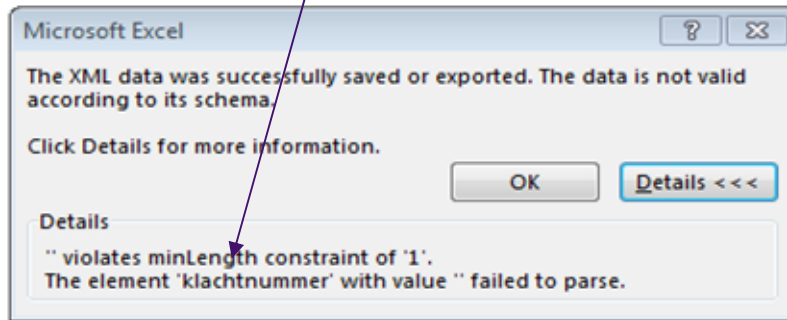 Microsoft Excel
The XML data was successfully saved or exported. The data is not valid
according to its schema.
Click Details for more information.
OK
Details <<<
Details
'' violates minLength constraint of '1'.
The element 'klachtnummer' with value '' failed to parse.